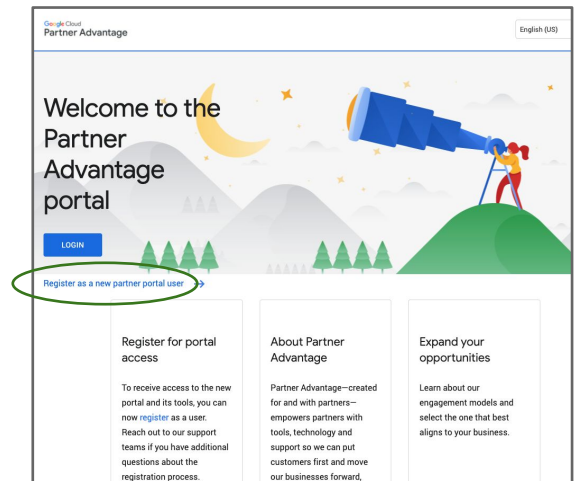 Google Cloud
Partner Advantage
English (US)
Welcome to the
Partner
Advantage
portal
LOGIN
Register as a new partner portal user →
Register for portal
access
To receive access to the new
portal and its tools, you can
now register as a user.
Reach out to our support
teams if you have additional
questions about the
registration process.
About Partner
Advantage
Partner Advantage—created
for and with partners—
empowers partners with
tools, technology and
support so we can put
customers first and move
our businesses forward,
Expand your
opportunities
Learn about our
engagement models and
select the one that best
aligns to your business.